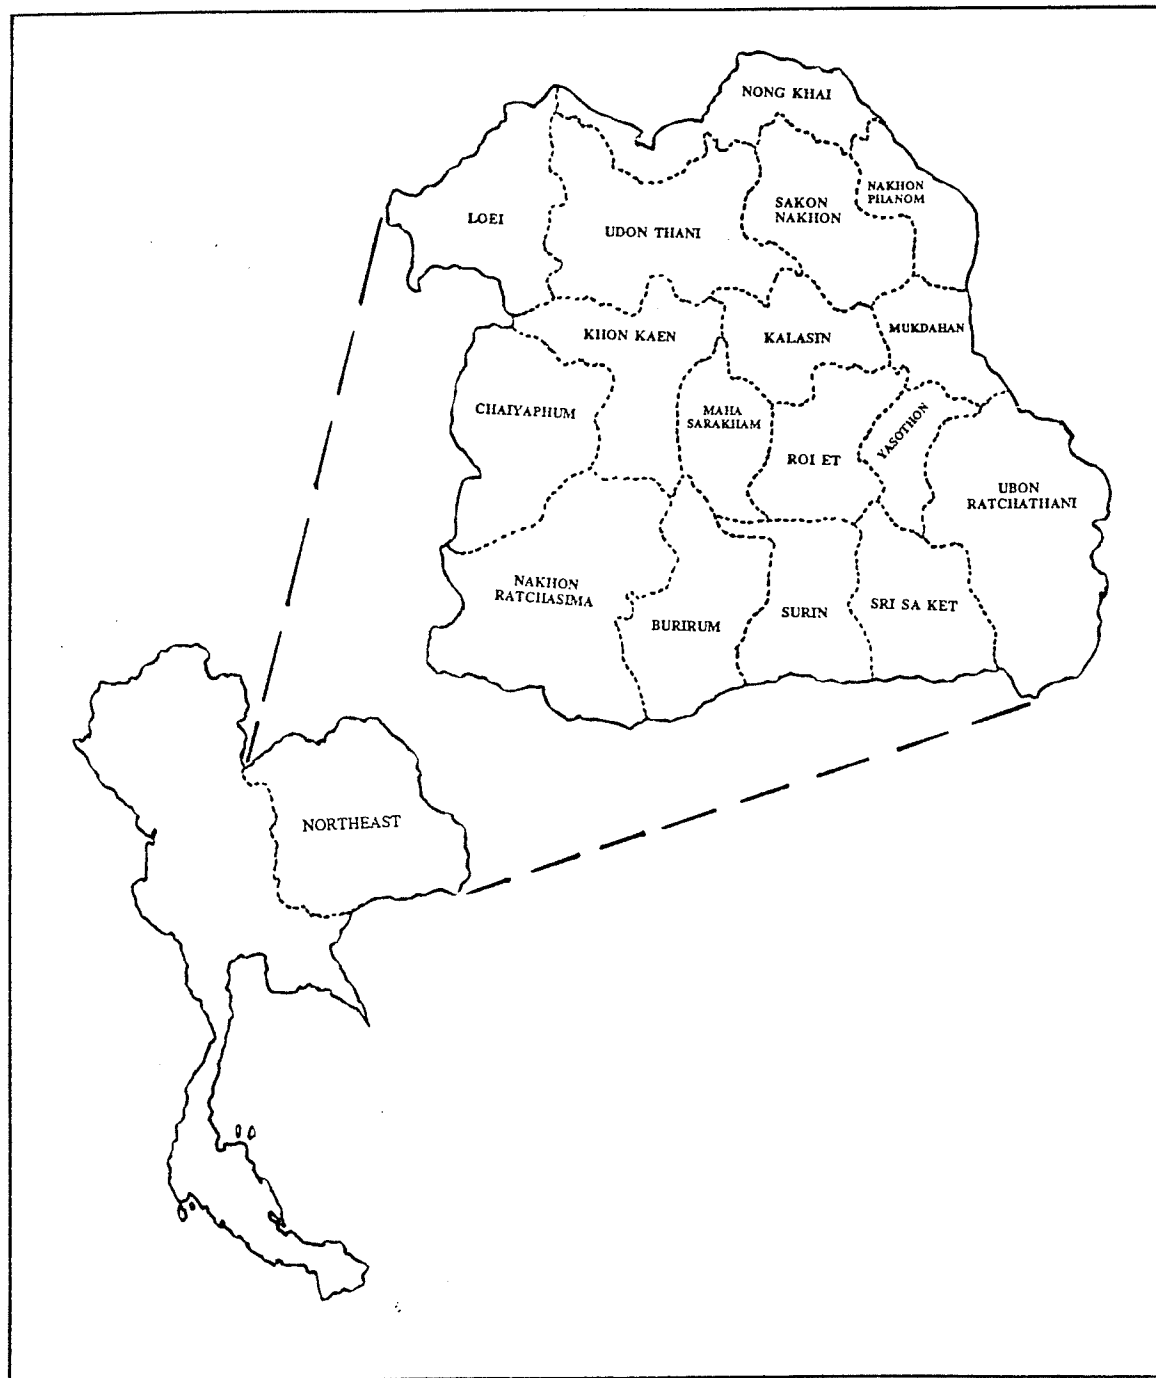 NONG KHAI
NAKHON
PHANOM
SAKON
NAKHON
LOEI
UDON THANI
KHON KAEN
KALASIN
MUKDAHAN
CHAIYAPHUM
MAHA
SARAKHAM
YASOTHON
ROI ET
UBON
RATCHATHANI
NAKHON
RATCHASIMA
BURIRUM
SURIN
SRI SA KET
NORTHEAST